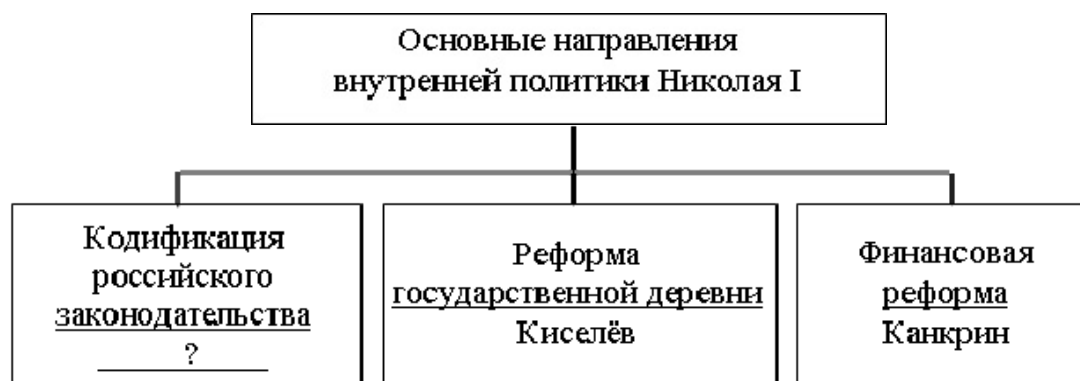 Основные направления
внутренней политики Николая I
Кодификация
российского
законодательства
?
Реформа
государственной деревни
Киселёв
Финансовая
реформа
Канкрин